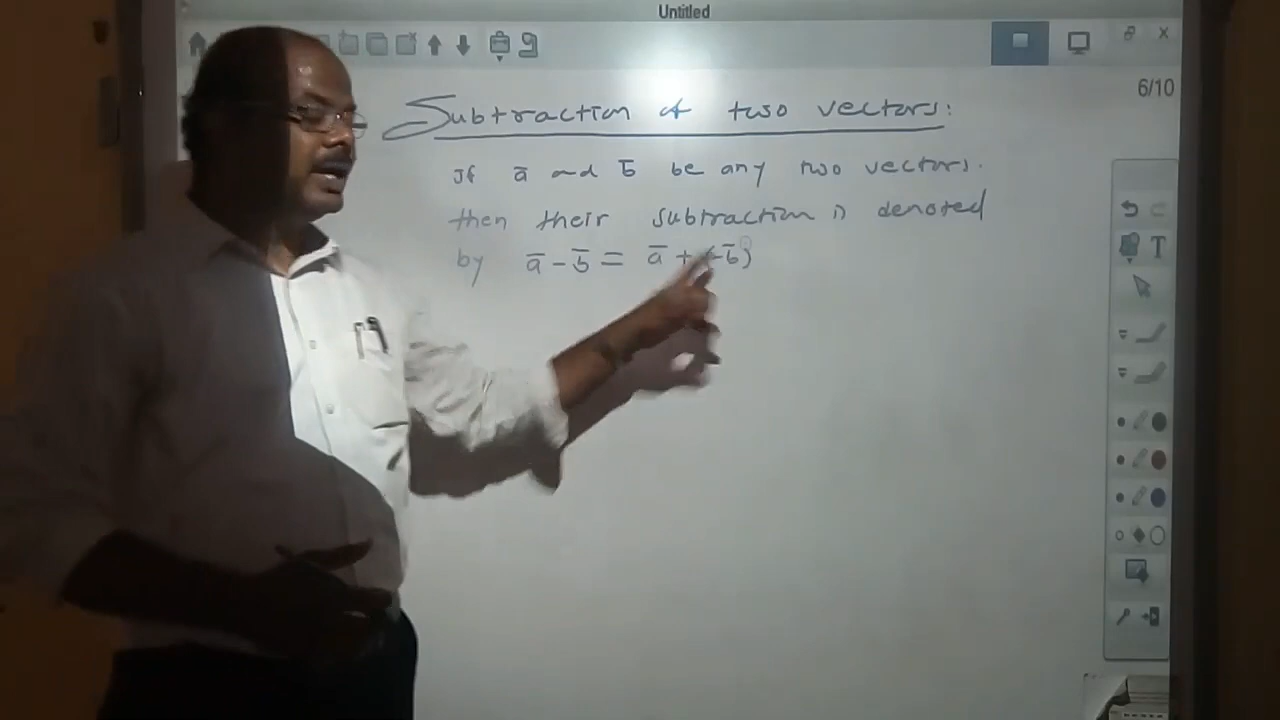 Untitled
6/10
Subtraction of two vectors:
If a̅ and b̅ be any two vectors.
then their subtraction is denoted
by a̅ - b̅ = a̅ + (-b̅)
T